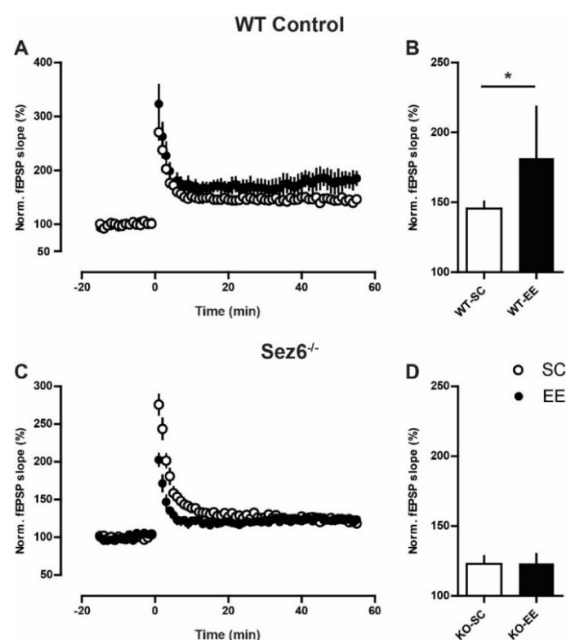 WT Control
A
Norm. fEPSP slope (%)
400
300
200
100
50
-20
0
20
40
60
Time (min)
B
Norm. fEPSP slope (%)
250
200
150
100
*
WT-SC
WT-EE
Sez6-/-
C
Norm. fEPSP slope (%)
300
250
200
150
100
50
-20
0
20
40
60
Time (min)
D
SC
EE
Norm. fEPSP slope (%)
250
200
150
100
KO-SC
KO-EE